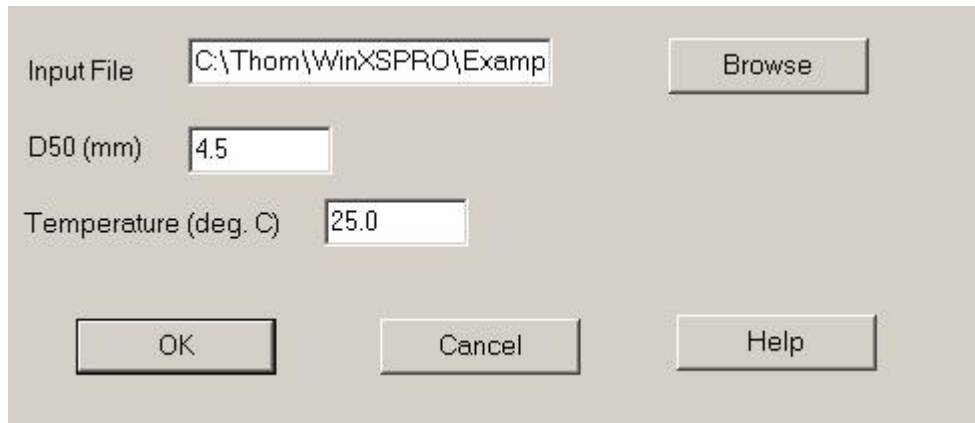 Input File C:\Thom\WinXSPRO\Examp Browse
D50 (mm) 4.5
Temperature (deg. C) 25.0
OK Cancel Help